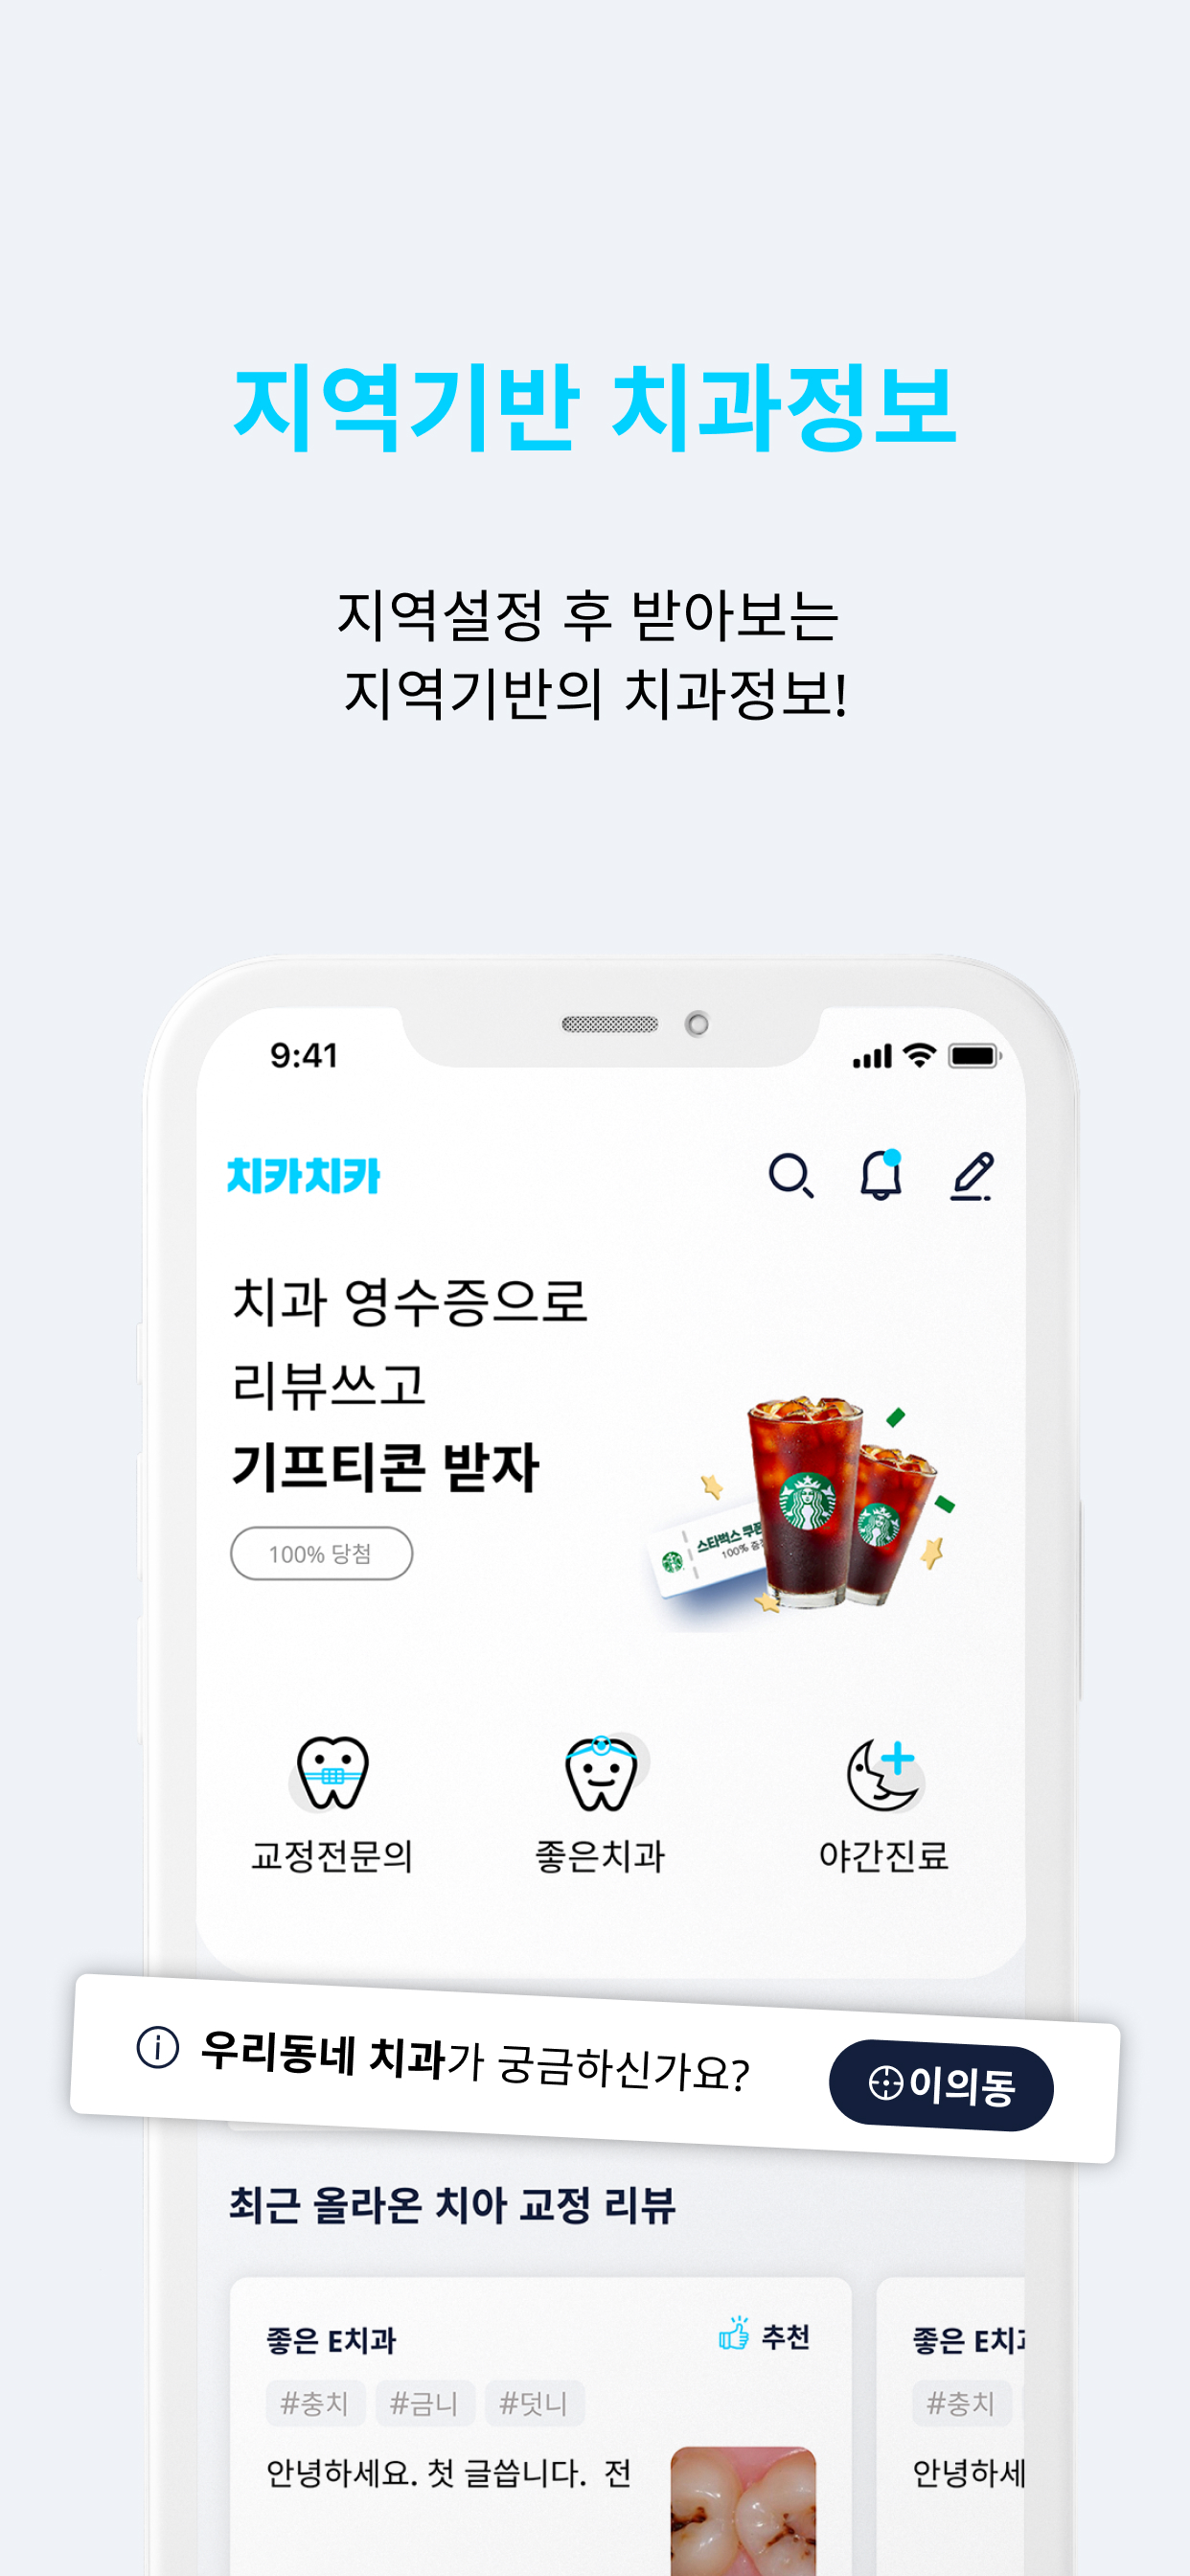 지역기반 치과정보
지역설정 후 받아보는
지역기반의 치과정보!
9:41
치카치카
치과 영수증으로
리뷰쓰고
기프티콘 받자
100% 당첨
스타벅스 쿠폰
100%
교정전문의
좋은치과
야간진료
우리동네 치과가 궁금하신가요?
이의동
최근 올라온 치아 교정 리뷰
좋은 E치과
추천
#충치 #금니 #덧니
안녕하세요. 첫 글씁니다. 전
좋은 E치
#충치
안녕하세